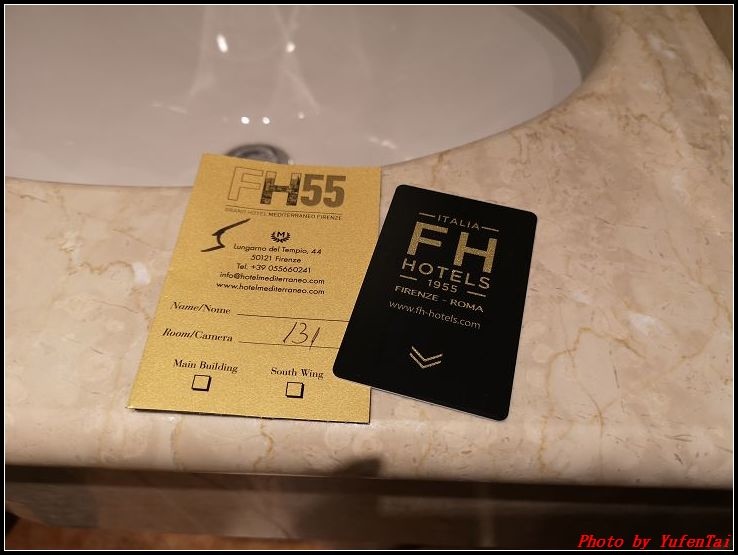 FH55
GRAND HOTEL MEDITERRANEO FIRENZE
Lungarno del Tempio, 44
50121 Firenze
Tel. +39 055660241
info@hotelmediterraneo.com
www.hotelmediterraneo.com
Name/Nome
Room/Camera 131
Main Building
South Wing
ITALIA
FH
HOTELS
1955
FIRENZE - ROMA
www.fh-hotels.com
Photo by YufenTai